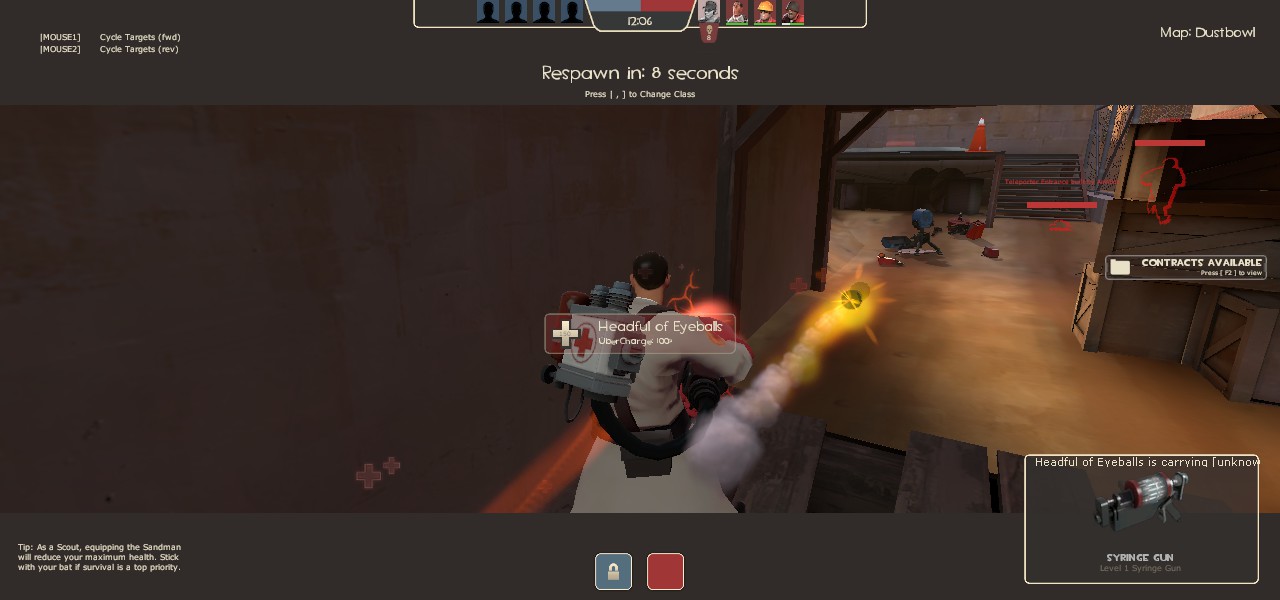 12:06
8
[MOUSE1] Cycle Targets (fwd)
[MOUSE2] Cycle Targets (rev)
Map: Dustbowl
Respawn in: 8 seconds
Press [ , ] to Change Class
Teleporter Entrance
CONTRACTS AVAILABLE
Press [ F2 ] to view
Headful of Eyeballs
UberCharge: 100%
Headful of Eyeballs is carrying [unknow
SYRINGE GUN
Level 1 Syringe Gun
Tip: As a Scout, equipping the Sandman
will reduce your maximum health. Stick
with your bat if survival is a top priority.